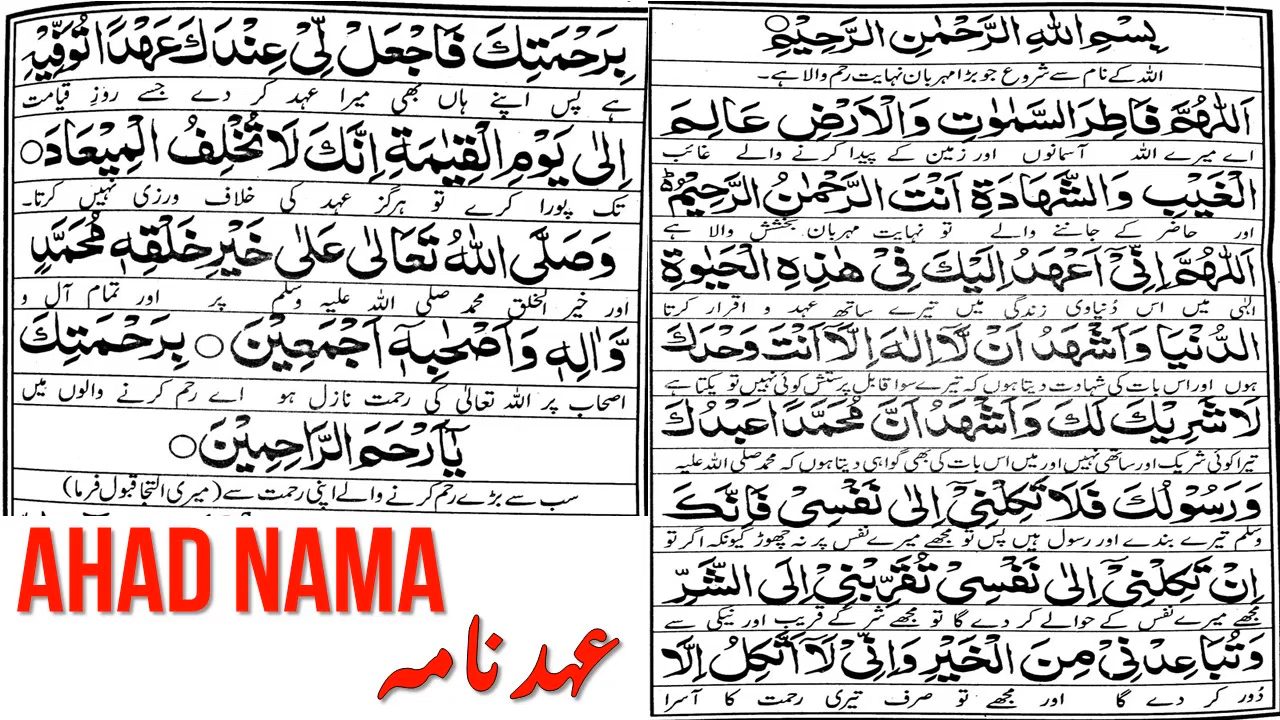 بِسْمِ اللهِ الرَّحْمٰنِ الرَّحِيْمِ○
اللہ کے نام سے شروع جو بڑا مہربان نہایت رحم والا ہے۔
اَللّٰهُمَّ فَاطِرَ السَّمٰوٰتِ وَالْاَرْضِ عَالِمَ
اے میرے اللہ آسمانوں اور زمین کے پیدا کرنے والے غائب
الْغَيْبِ وَالشَّهَادَةِ اَنْتَ الرَّحْمٰنُ الرَّحِيْمُ ط
اور حاضر کے جاننے والے تو نہایت مہربان بخشش والا ہے
اَللّٰهُمَّ اِنِّيْ اَعْهَدُ اِلَيْكَ فِيْ هٰذِهِ الْحَيٰوةِ
الٰہی میں اس دُنیاوی زندگی میں تیرے ساتھ عہد و اقرار کرتا
الدُّنْيَا وَاَشْهَدُ اَنْ لَّا اِلٰهَ اِلَّا اَنْتَ وَحْدَكَ
ہوں اور اس بات کی شہادت دیتا ہوں کہ تیرے سوا قابل پرستش کوئی نہیں تو یکتا ہے
لَا شَرِيْكَ لَكَ وَاَشْهَدُ اَنَّ مُحَمَّدًا عَبْدُكَ
تیرا کوئی شریک اور ساتھی نہیں اور میں اس بات کی بھی گواہی دیتا ہوں کہ محمد صلی اللہ علیہ
وَرَسُوْلُكَ فَلَا تَكِلْنِيْ اِلٰى نَفْسِيْ فَاِنَّكَ
وسلم تیرے بندے اور رسول ہیں پس تو مجھے میرے نفس پر نہ چھوڑ کیونکہ اگر تو
اِنْ تَكِلْنِيْ اِلٰى نَفْسِيْ تُقَرِّبْنِيْ اِلَى الشَّرِّ
مجھے میرے نفس کے حوالے کر دے گا تو مجھے شر کے قریب اور نیکی سے
وَتُبَاعِدْنِيْ مِنَ الْخَيْرِ وَاِنِّيْ لَا اَتَّكِلُ اِلَّا
دُور کر دے گا اور مجھے تو صرف تیری رحمت کا آسرا
بِرَحْمَتِكَ فَاجْعَلْ لِّيْ عِنْدَكَ عَهْدًا تُوَفِّيْهِ
ہے پس اپنے ہاں بھی میرا عہد کر دے جسے روزِ قیامت
اِلٰى يَوْمِ الْقِيٰمَةِ اِنَّكَ لَا تُخْلِفُ الْمِيْعَادَ○
تک پورا کرے تو ہرگز عہد کی خلاف ورزی نہیں کرتا۔
وَصَلَّى اللهُ تَعَالٰى عَلٰى خَيْرِ خَلْقِهٖ مُحَمَّدٍ
اور خیر الخلق محمد صلی اللہ علیہ وسلم پر اور تمام آل و
وَّاٰلِهٖ وَاَصْحٰبِهٖ اَجْمَعِيْنَ○ بِرَحْمَتِكَ
اصحاب پر اللہ تعالیٰ کی رحمت نازل ہو اے رحم کرنے والوں میں
يَا اَرْحَمَ الرَّاحِمِيْنَ○
سب سے بڑے رحم کرنے والے اپنی رحمت سے (میری التجا قبول فرما)
AHAD NAMA
عہد نامہ